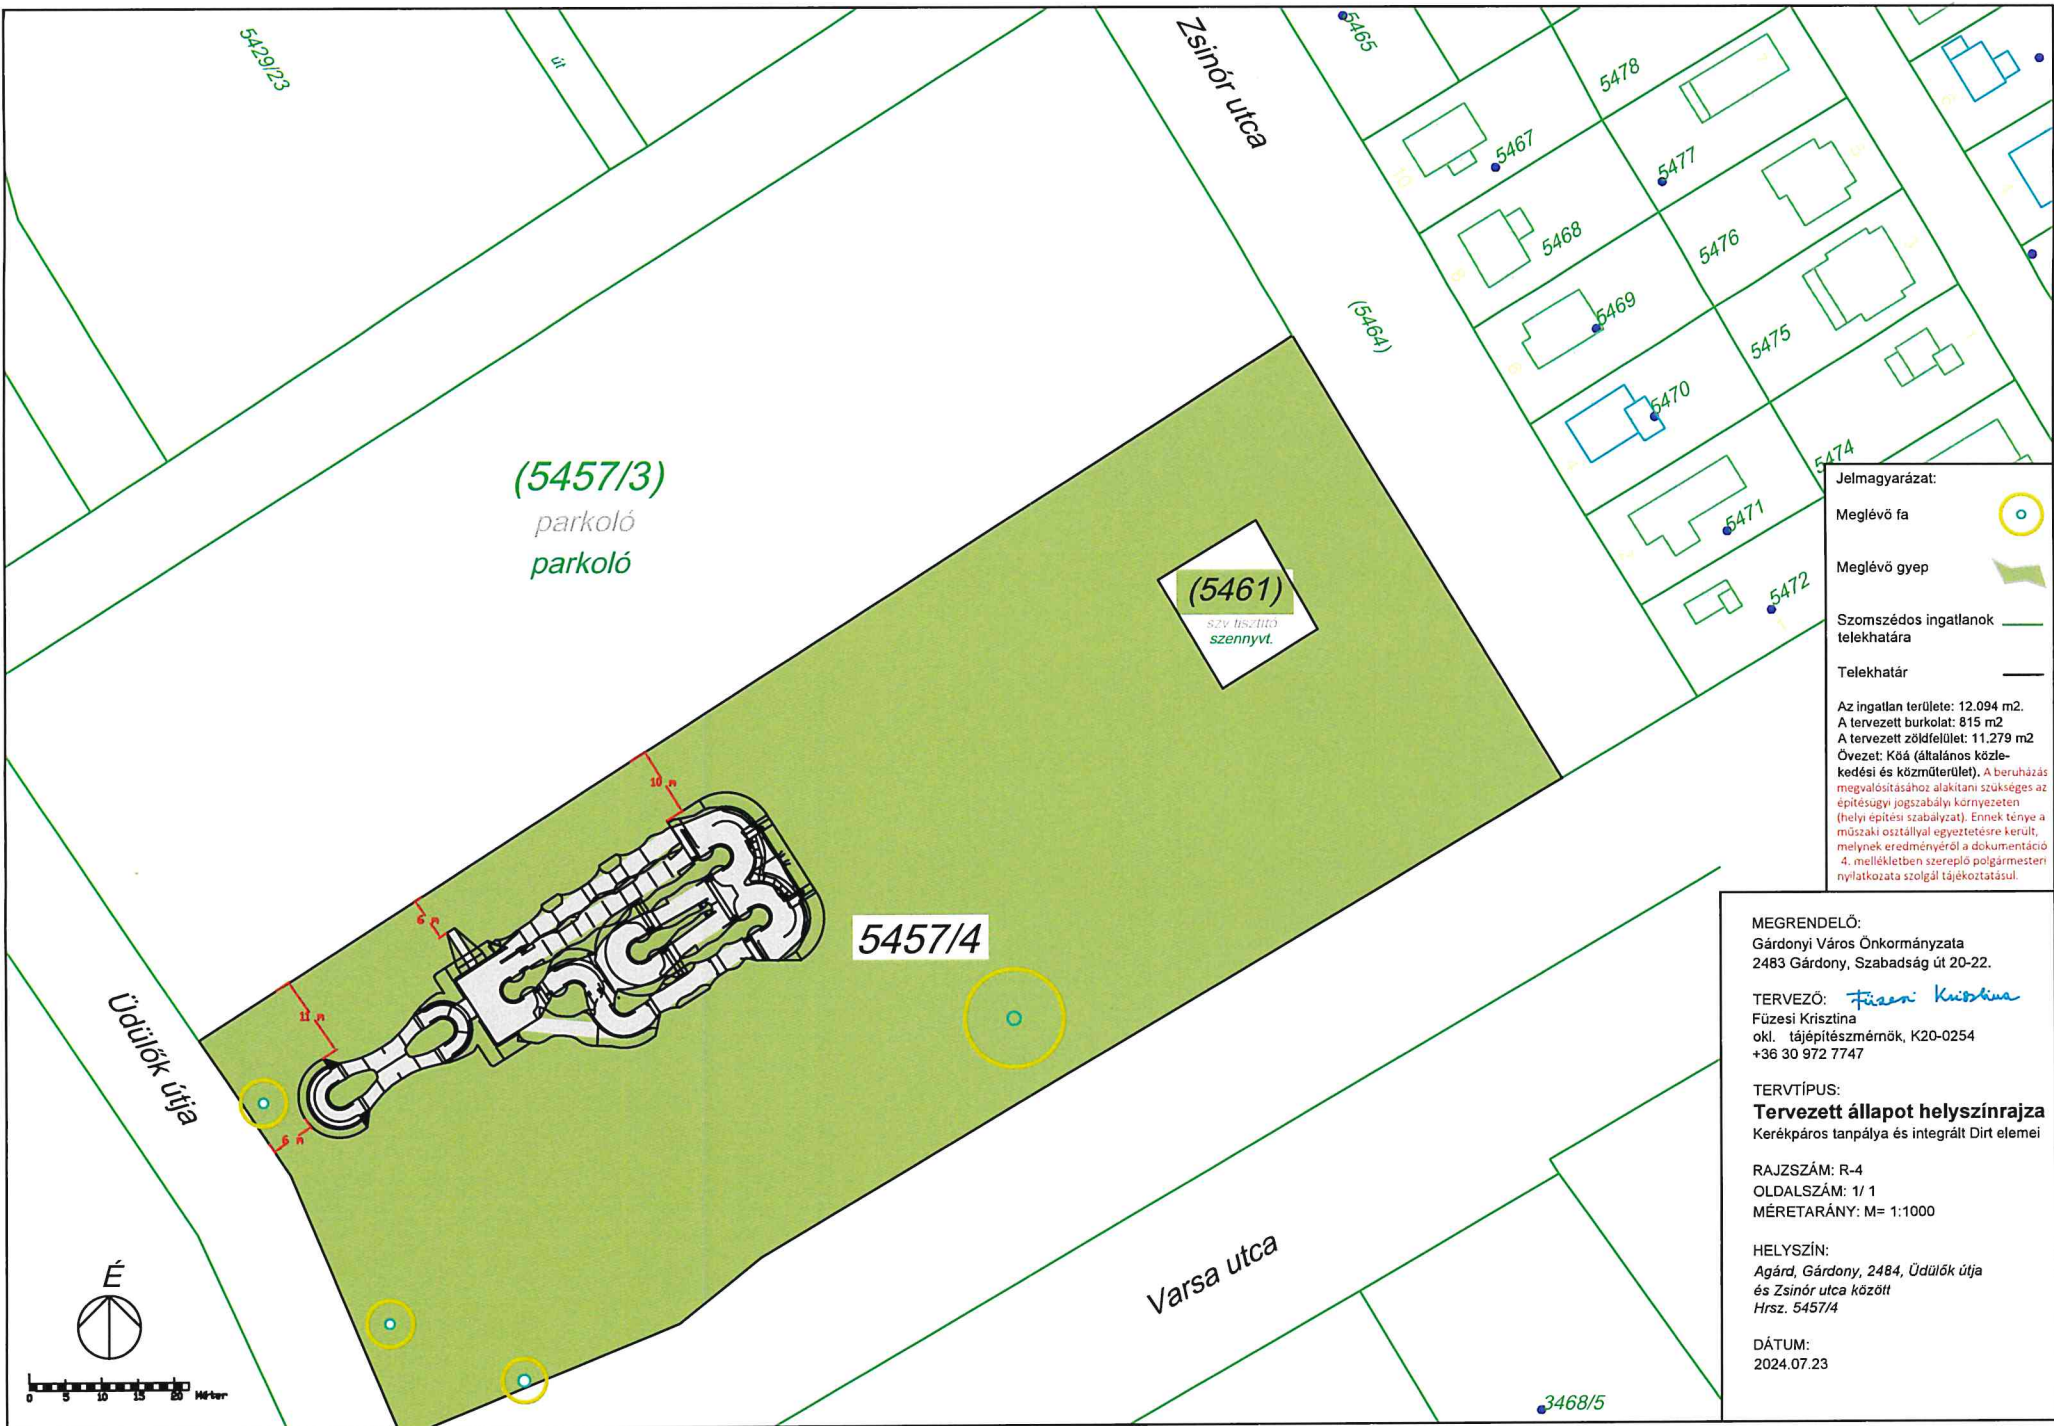 5429/23
út
Zsinór utca
5465
5478
5467
5477
5468
5476
5469
(5464)
5475
5470
5474
5471
5472
(5457/3)
parkoló
parkoló
(5461)
szv tisztító
szennyvt.
10 m
6 m
11 m
6 m
5457/4
Üdülők útja
Varsa utca
3468/5
É
0 5 10 15 20 Méter
Jelmagyarázat:
Meglévő fa
Meglévő gyep
Szomszédos ingatlanok
telekhatára
Telekhatár
Az ingatlan területe: 12.094 m2.
A tervezett burkolat: 815 m2
A tervezett zöldfelület: 11.279 m2
Övezet: Köá (általános közle-
kedési és közműterület). A beruházás
megvalósításához alakítani szükséges az
építésügyi jogszabályi környezeten
(helyi építési szabályzat). Ennek ténye a
műszaki osztállyal egyeztetésre került,
melynek eredményéről a dokumentáció
4. mellékletben szereplő polgármesteri
nyilatkozata szolgál tájékoztatásul.
MEGRENDELŐ:
Gárdonyi Város Önkormányzata
2483 Gárdony, Szabadság út 20-22.
TERVEZŐ: Füzesi Krisztina
Füzesi Krisztina
okl. tájépítészmérnök, K20-0254
+36 30 972 7747
TERVTÍPUS:
Tervezett állapot helyszínrajza
Kerékpáros tanpálya és integrált Dirt elemei
RAJZSZÁM: R-4
OLDALSZÁM: 1/ 1
MÉRETARÁNY: M= 1:1000
HELYSZÍN:
Agárd, Gárdony, 2484, Üdülők útja
és Zsinór utca között
Hrsz. 5457/4
DÁTUM:
2024.07.23